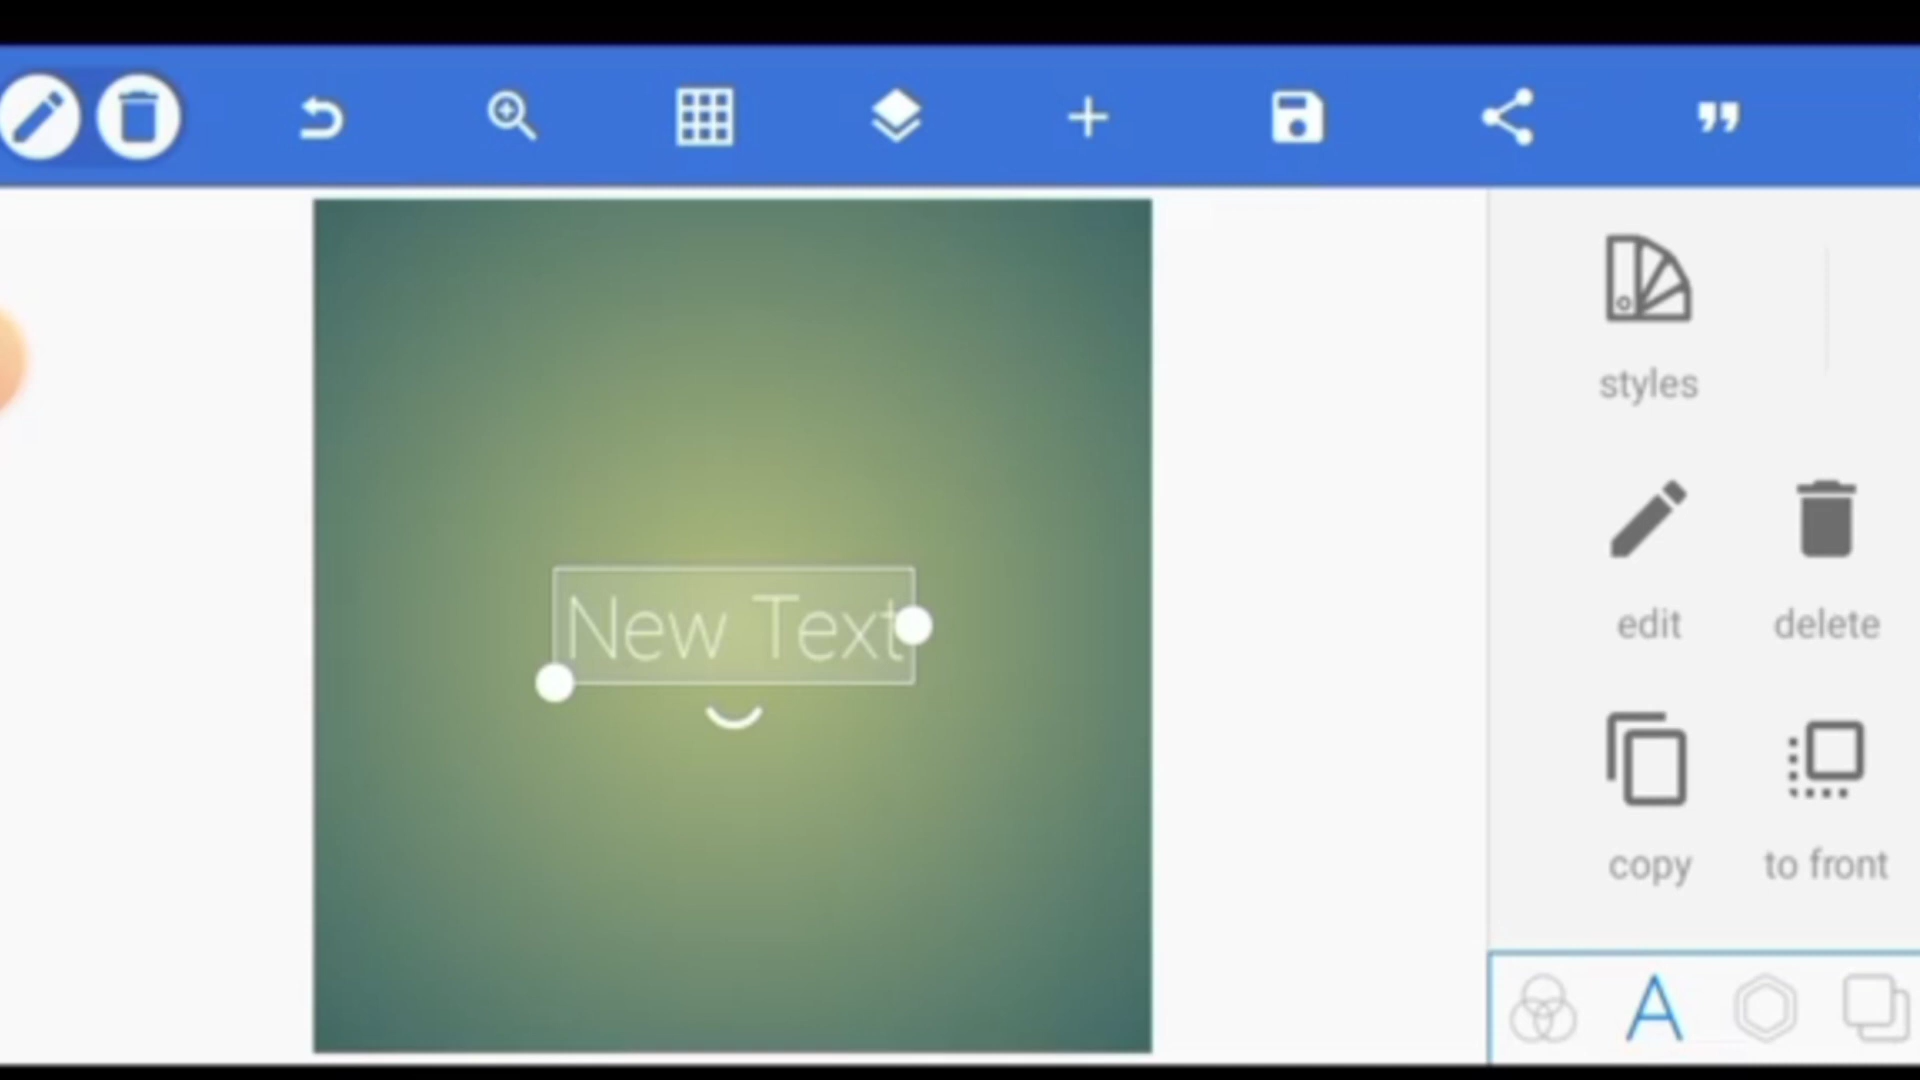 styles
New Text
edit
delete
copy
to front